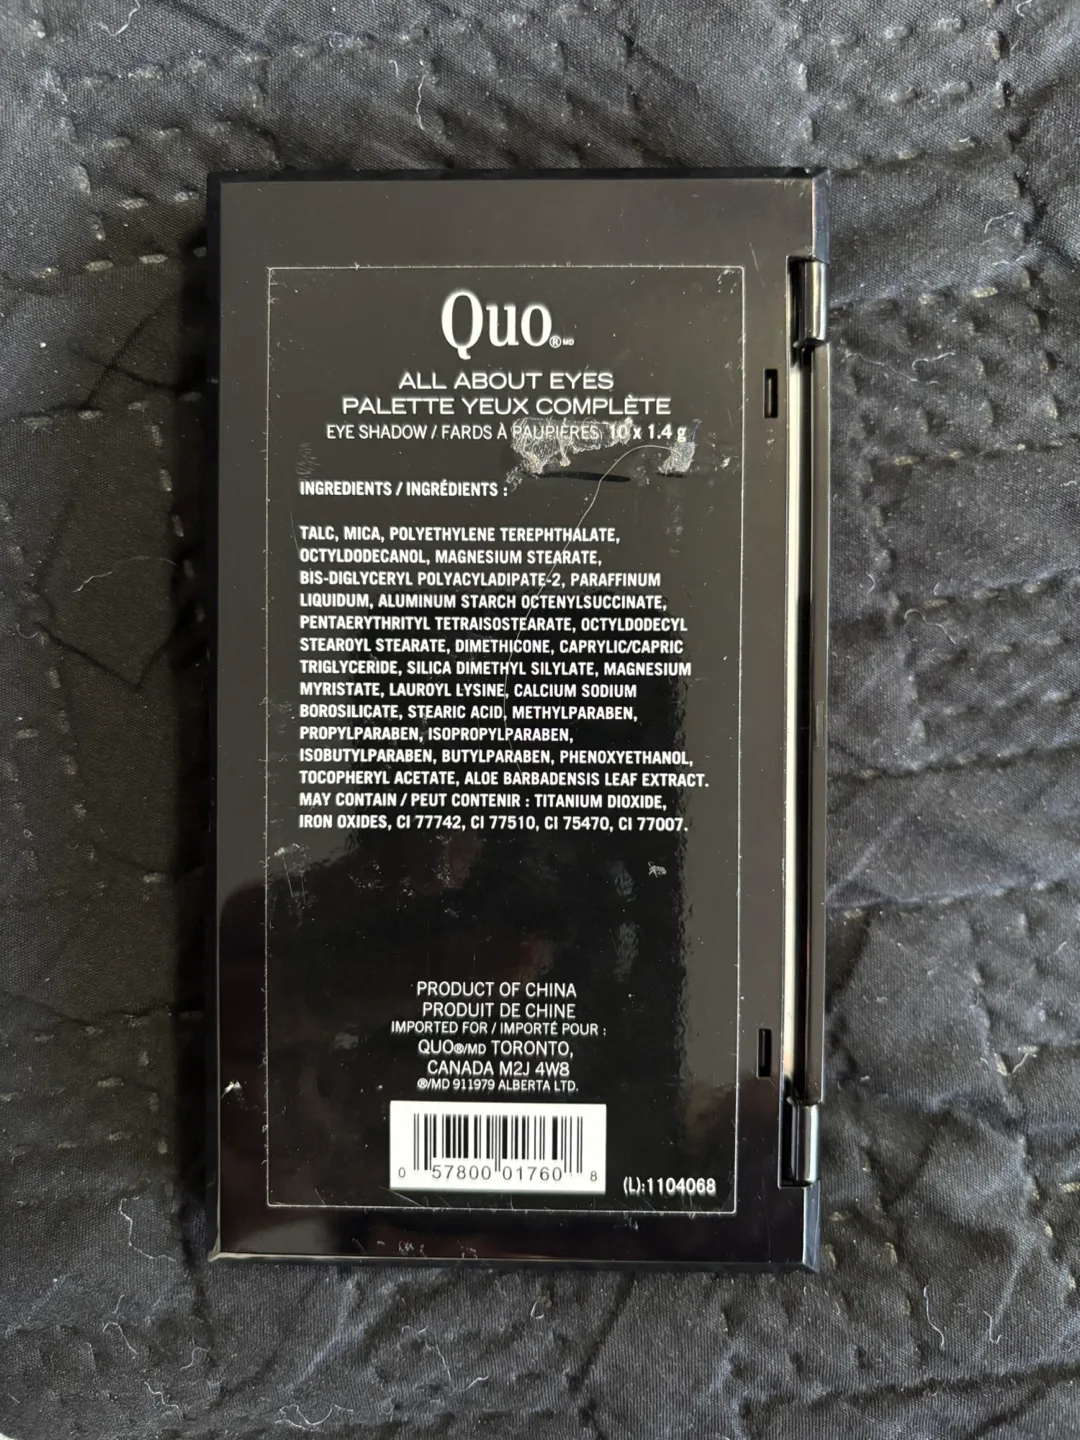 Quo®MD
ALL ABOUT EYES
PALETTE YEUX COMPLÈTE
EYE SHADOW / FARDS À PAUPIÈRES 10 x 1.4 g
INGREDIENTS / INGRÉDIENTS :
TALC, MICA, POLYETHYLENE TEREPHTHALATE,
OCTYLDODECANOL, MAGNESIUM STEARATE,
BIS-DIGLYCERYL POLYACYLADIPATE-2, PARAFFINUM
LIQUIDUM, ALUMINUM STARCH OCTENYLSUCCINATE,
PENTAERYTHRITYL TETRAISOSTEARATE, OCTYLDODECYL
STEAROYL STEARATE, DIMETHICONE, CAPRYLIC/CAPRIC
TRIGLYCERIDE, SILICA DIMETHYL SILYLATE, MAGNESIUM
MYRISTATE, LAUROYL LYSINE, CALCIUM SODIUM
BOROSILICATE, STEARIC ACID, METHYLPARABEN,
PROPYLPARABEN, ISOPROPYLPARABEN,
ISOBUTYLPARABEN, BUTYLPARABEN, PHENOXYETHANOL,
TOCOPHERYL ACETATE, ALOE BARBADENSIS LEAF EXTRACT.
MAY CONTAIN / PEUT CONTENIR : TITANIUM DIOXIDE,
IRON OXIDES, CI 77742, CI 77510, CI 75470, CI 77007.
PRODUCT OF CHINA
PRODUIT DE CHINE
IMPORTED FOR / IMPORTÉ POUR :
QUO®/MD TORONTO,
CANADA M2J 4W8
®/MD 911979 ALBERTA LTD.
0 57800 01760 8
(L):1104068